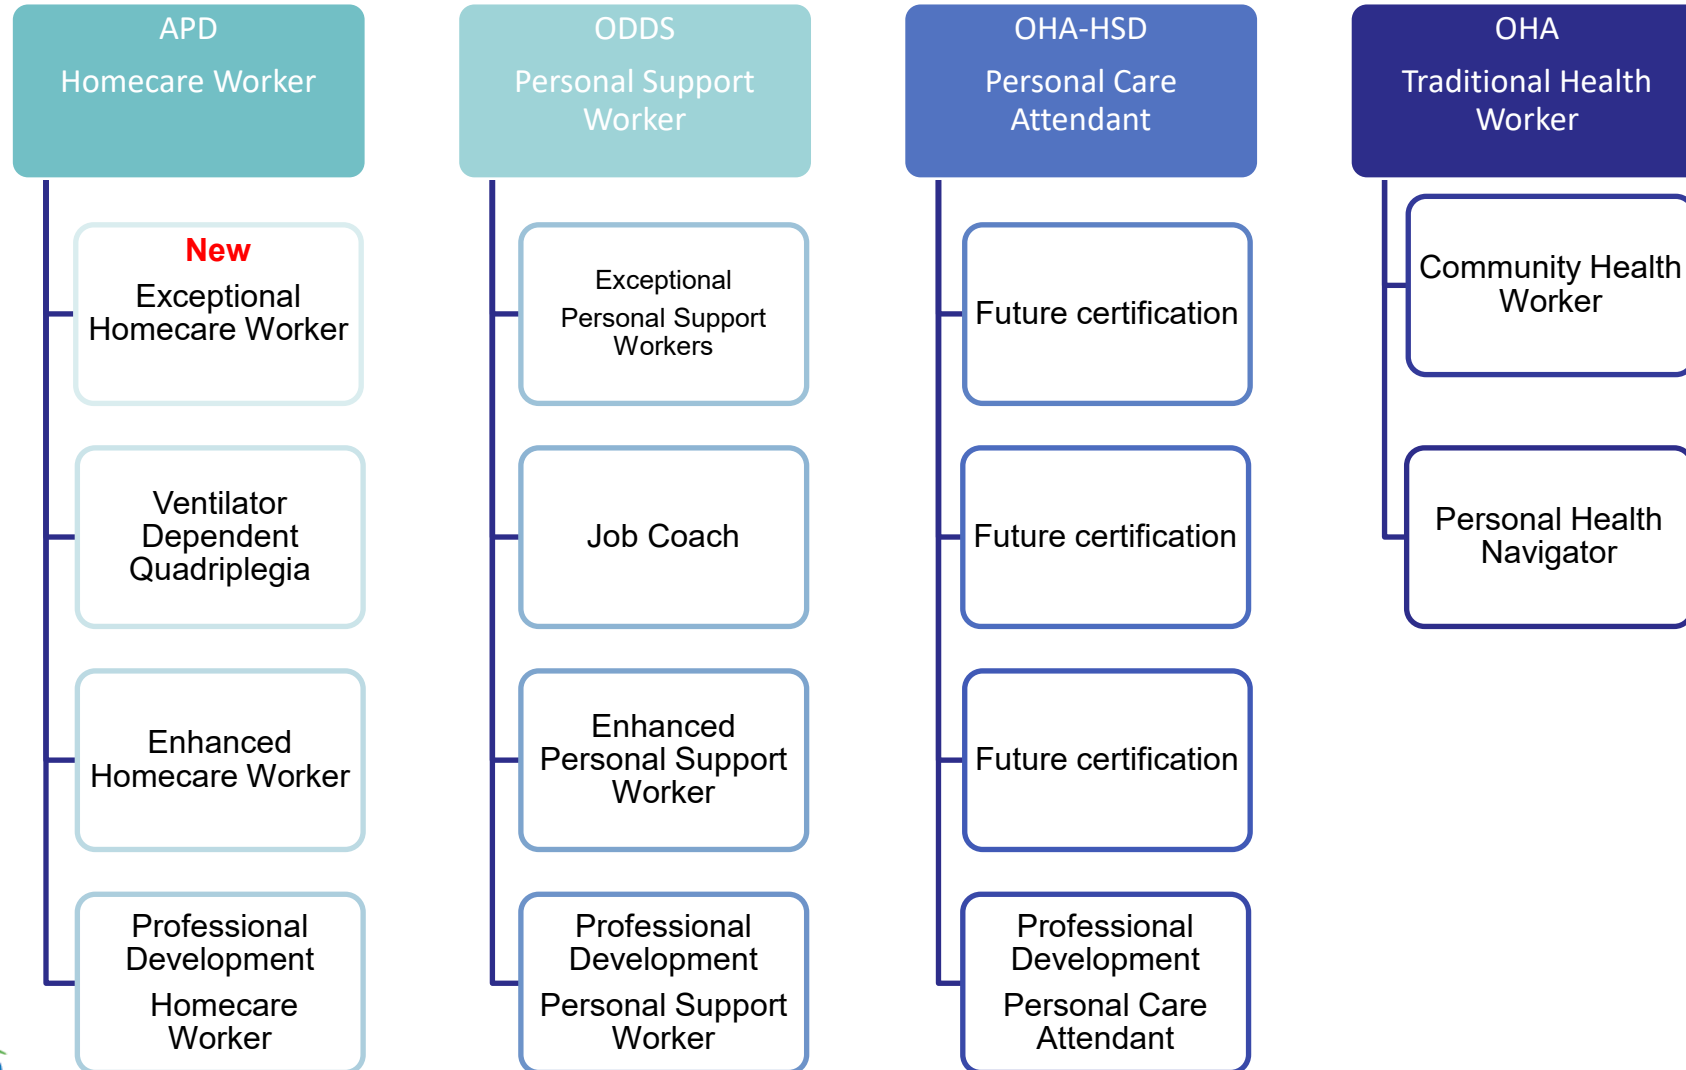 APD
Homecare Worker
New
Exceptional
Homecare Worker
Ventilator
Dependent
Quadriplegia
Enhanced
Homecare Worker
Professional
Development
Homecare
Worker
ODDS
Personal Support
Worker
Exceptional
Personal Support
Workers
Job Coach
Enhanced
Personal Support
Worker
Professional
Development
Personal Support
Worker
OHA-HSD
Personal Care
Attendant
Future certification
Future certification
Future certification
Professional
Development
Personal Care
Attendant
OHA
Traditional Health
Worker
Community Health
Worker
Personal Health
Navigator